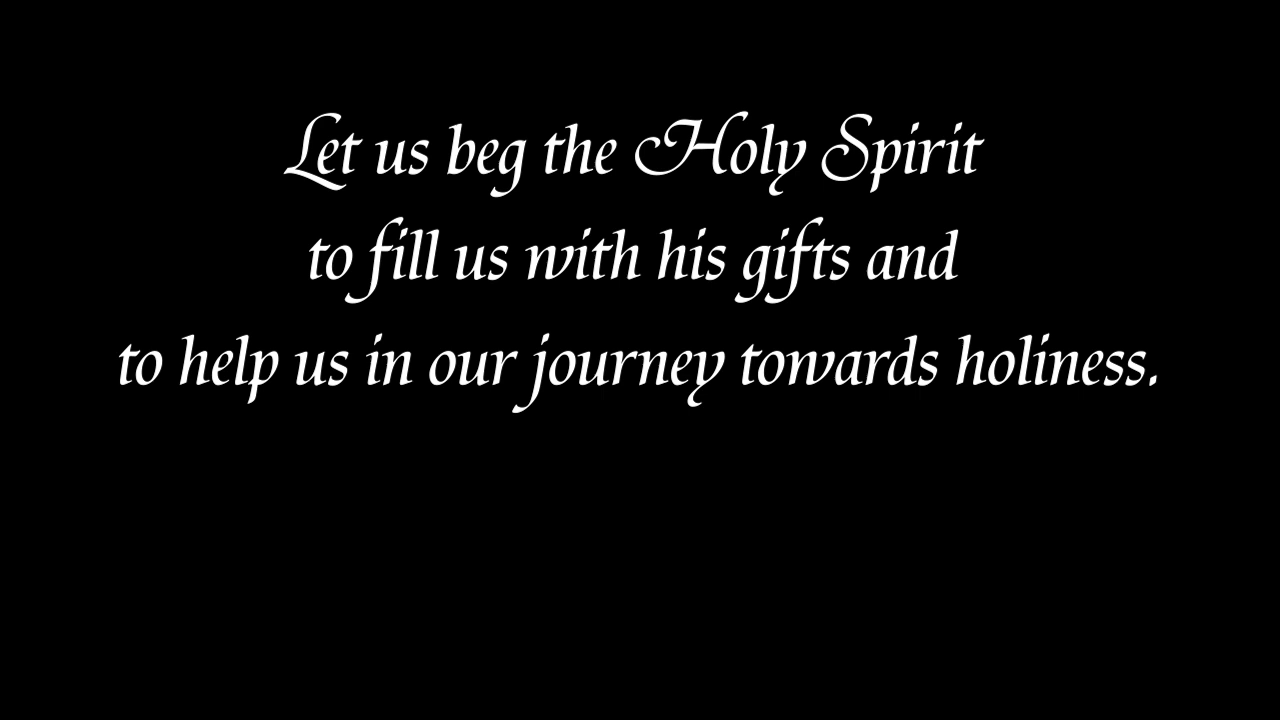 Let us beg the Holy Spirit
to fill us with his gifts and
to help us in our journey towards holiness.